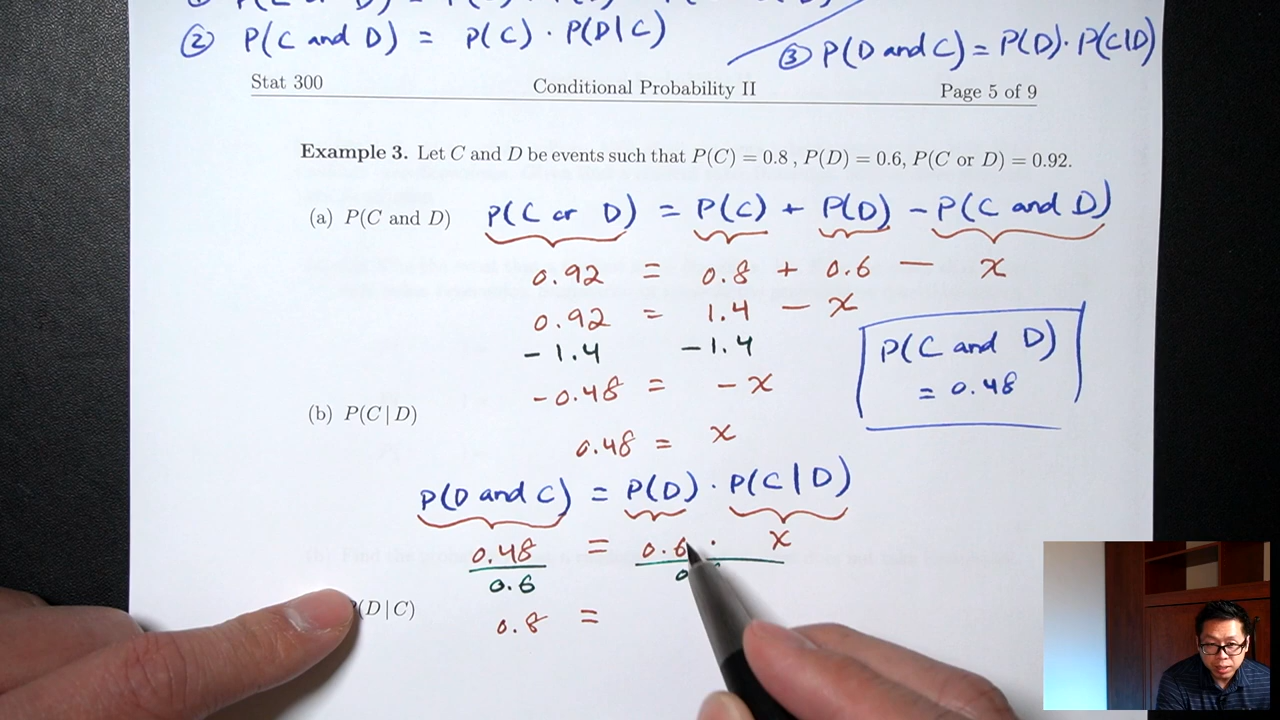 ② P(C and D) = P(C) · P(D|C)
③ P(D and C) = P(D) · P(C|D)
Stat 300 Conditional Probability II Page 5 of 9
Example 3. Let C and D be events such that P(C) = 0.8 , P(D) = 0.6, P(C or D) = 0.92.
(a) P(C and D) P(C or D) = P(C) + P(D) − P(C and D)
0.92 = 0.8 + 0.6 − x
0.92 = 1.4 − x
−1.4 −1.4
P(C and D)
= 0.48
−0.48 = −x
(b) P(C | D)
0.48 = x
P(D and C) = P(D) · P(C|D)
0.48 = 0.6 · x
0.6
(D | C)
0.8 =